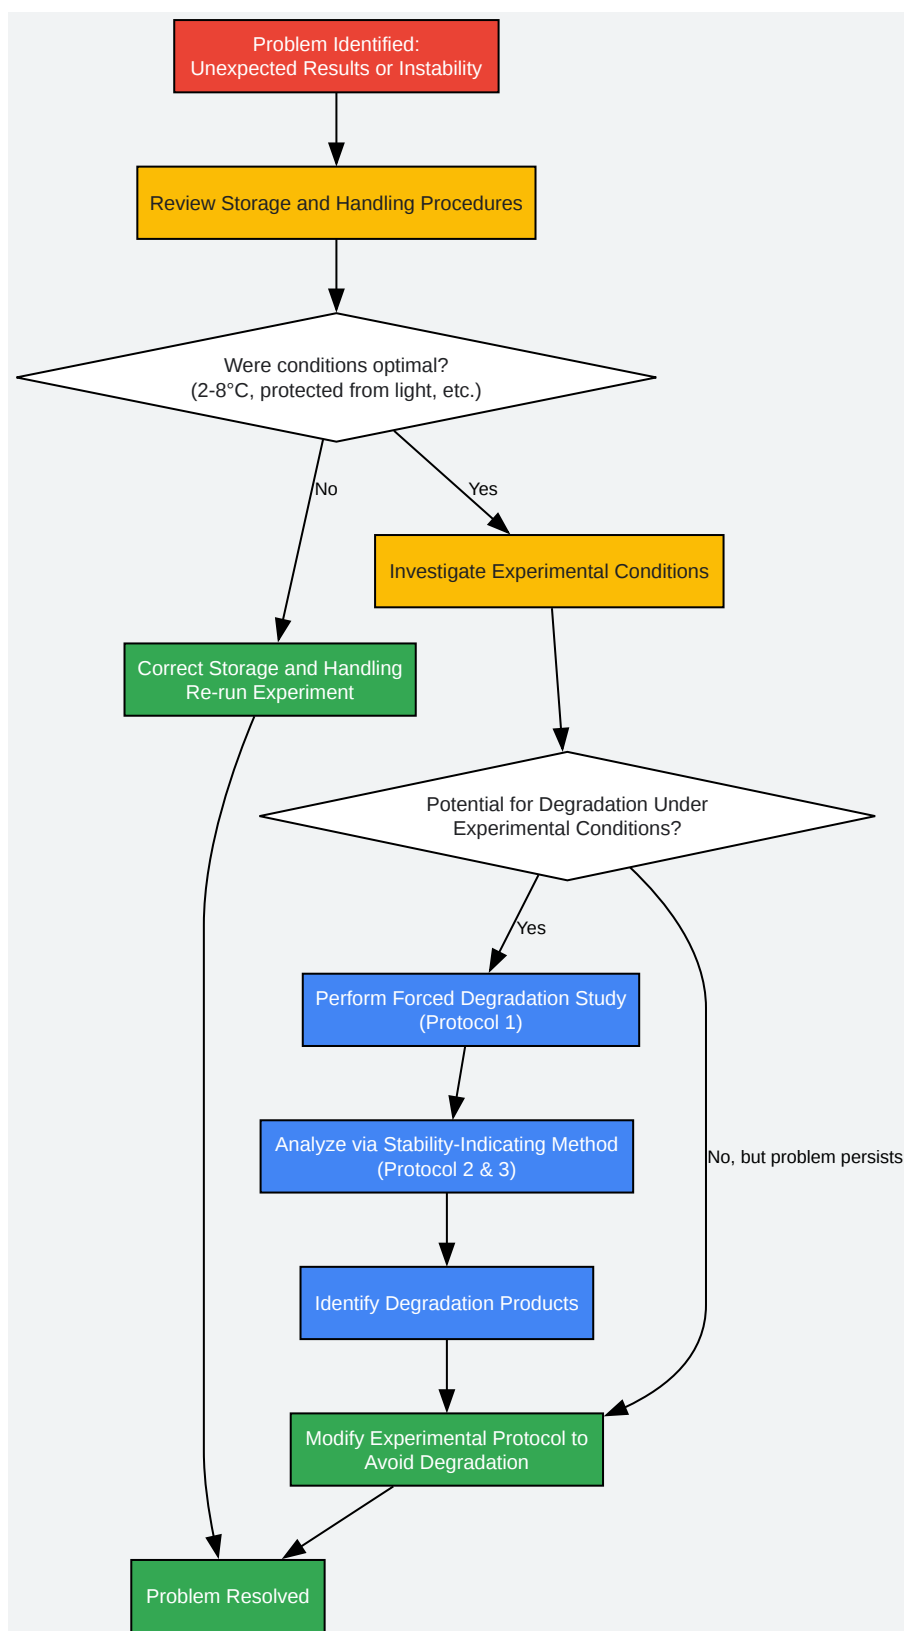 Problem Identified:
Unexpected Results or Instability
Review Storage and Handling Procedures
Were conditions optimal?
(2-8°C, protected from light, etc.)
No
Yes
Investigate Experimental Conditions
Correct Storage and Handling
Re-run Experiment
Potential for Degradation Under
Experimental Conditions?
Yes
Perform Forced Degradation Study
(Protocol 1)
Analyze via Stability-Indicating Method
(Protocol 2 & 3)
No, but problem persists
Identify Degradation Products
Modify Experimental Protocol to
Avoid Degradation
Problem Resolved